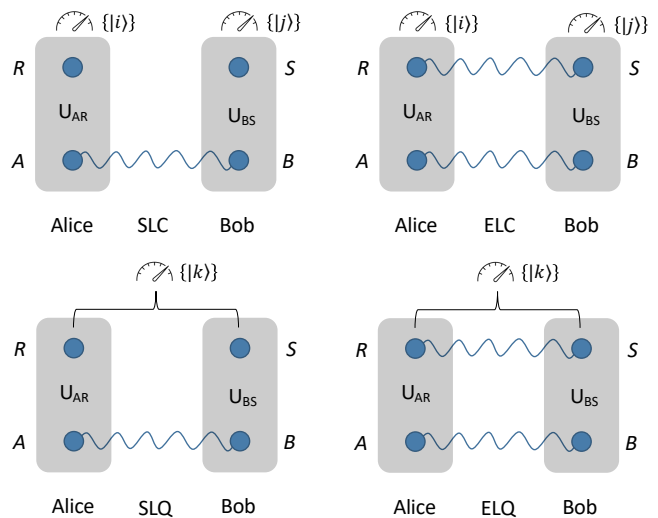 {|i⟩} {|j⟩} {|i⟩} {|j⟩}
R S R S
U_AR U_BS U_AR U_BS
A B A B
Alice SLC Bob Alice ELC Bob
{|k⟩} {|k⟩}
R S R S
U_AR U_BS U_AR U_BS
A B A B
Alice SLQ Bob Alice ELQ Bob